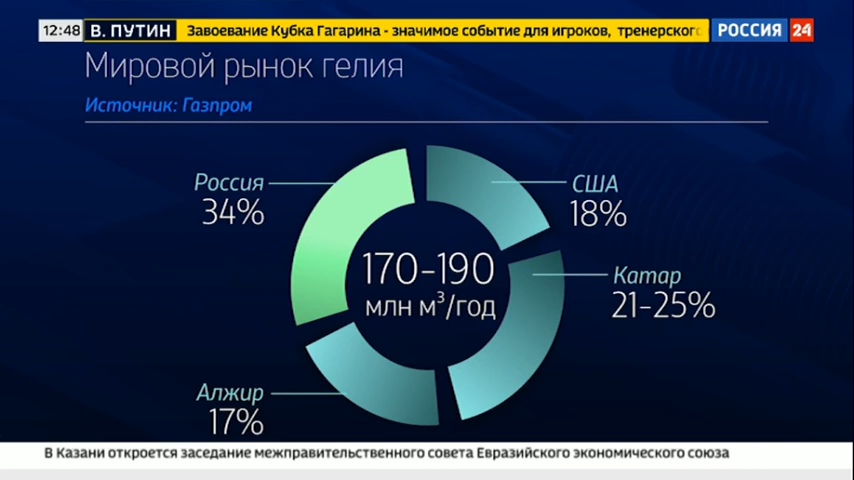 12:48 В. ПУТИН Завоевание Кубка Гагарина - значимое событие для игроков, тренерског РОССИЯ 24
Мировой рынок гелия
Источник: Газпром
Россия
34%
США
18%
170-190
млн м³/год
Катар
21-25%
Алжир
17%
В Казани откроется заседание межправительственного совета Евразийского экономического союза